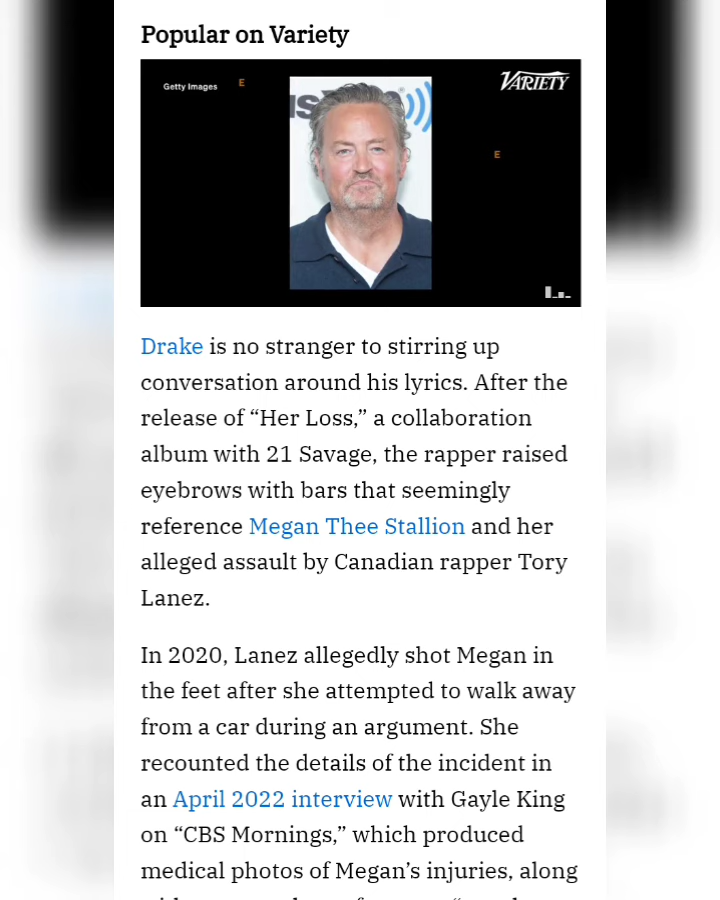 Popular on Variety
Getty Images
E
VARIETY
E
Drake is no stranger to stirring up
conversation around his lyrics. After the
release of “Her Loss,” a collaboration
album with 21 Savage, the rapper raised
eyebrows with bars that seemingly
reference Megan Thee Stallion and her
alleged assault by Canadian rapper Tory
Lanez.
In 2020, Lanez allegedly shot Megan in
the feet after she attempted to walk away
from a car during an argument. She
recounted the details of the incident in
an April 2022 interview with Gayle King
on “CBS Mornings,” which produced
medical photos of Megan’s injuries, along